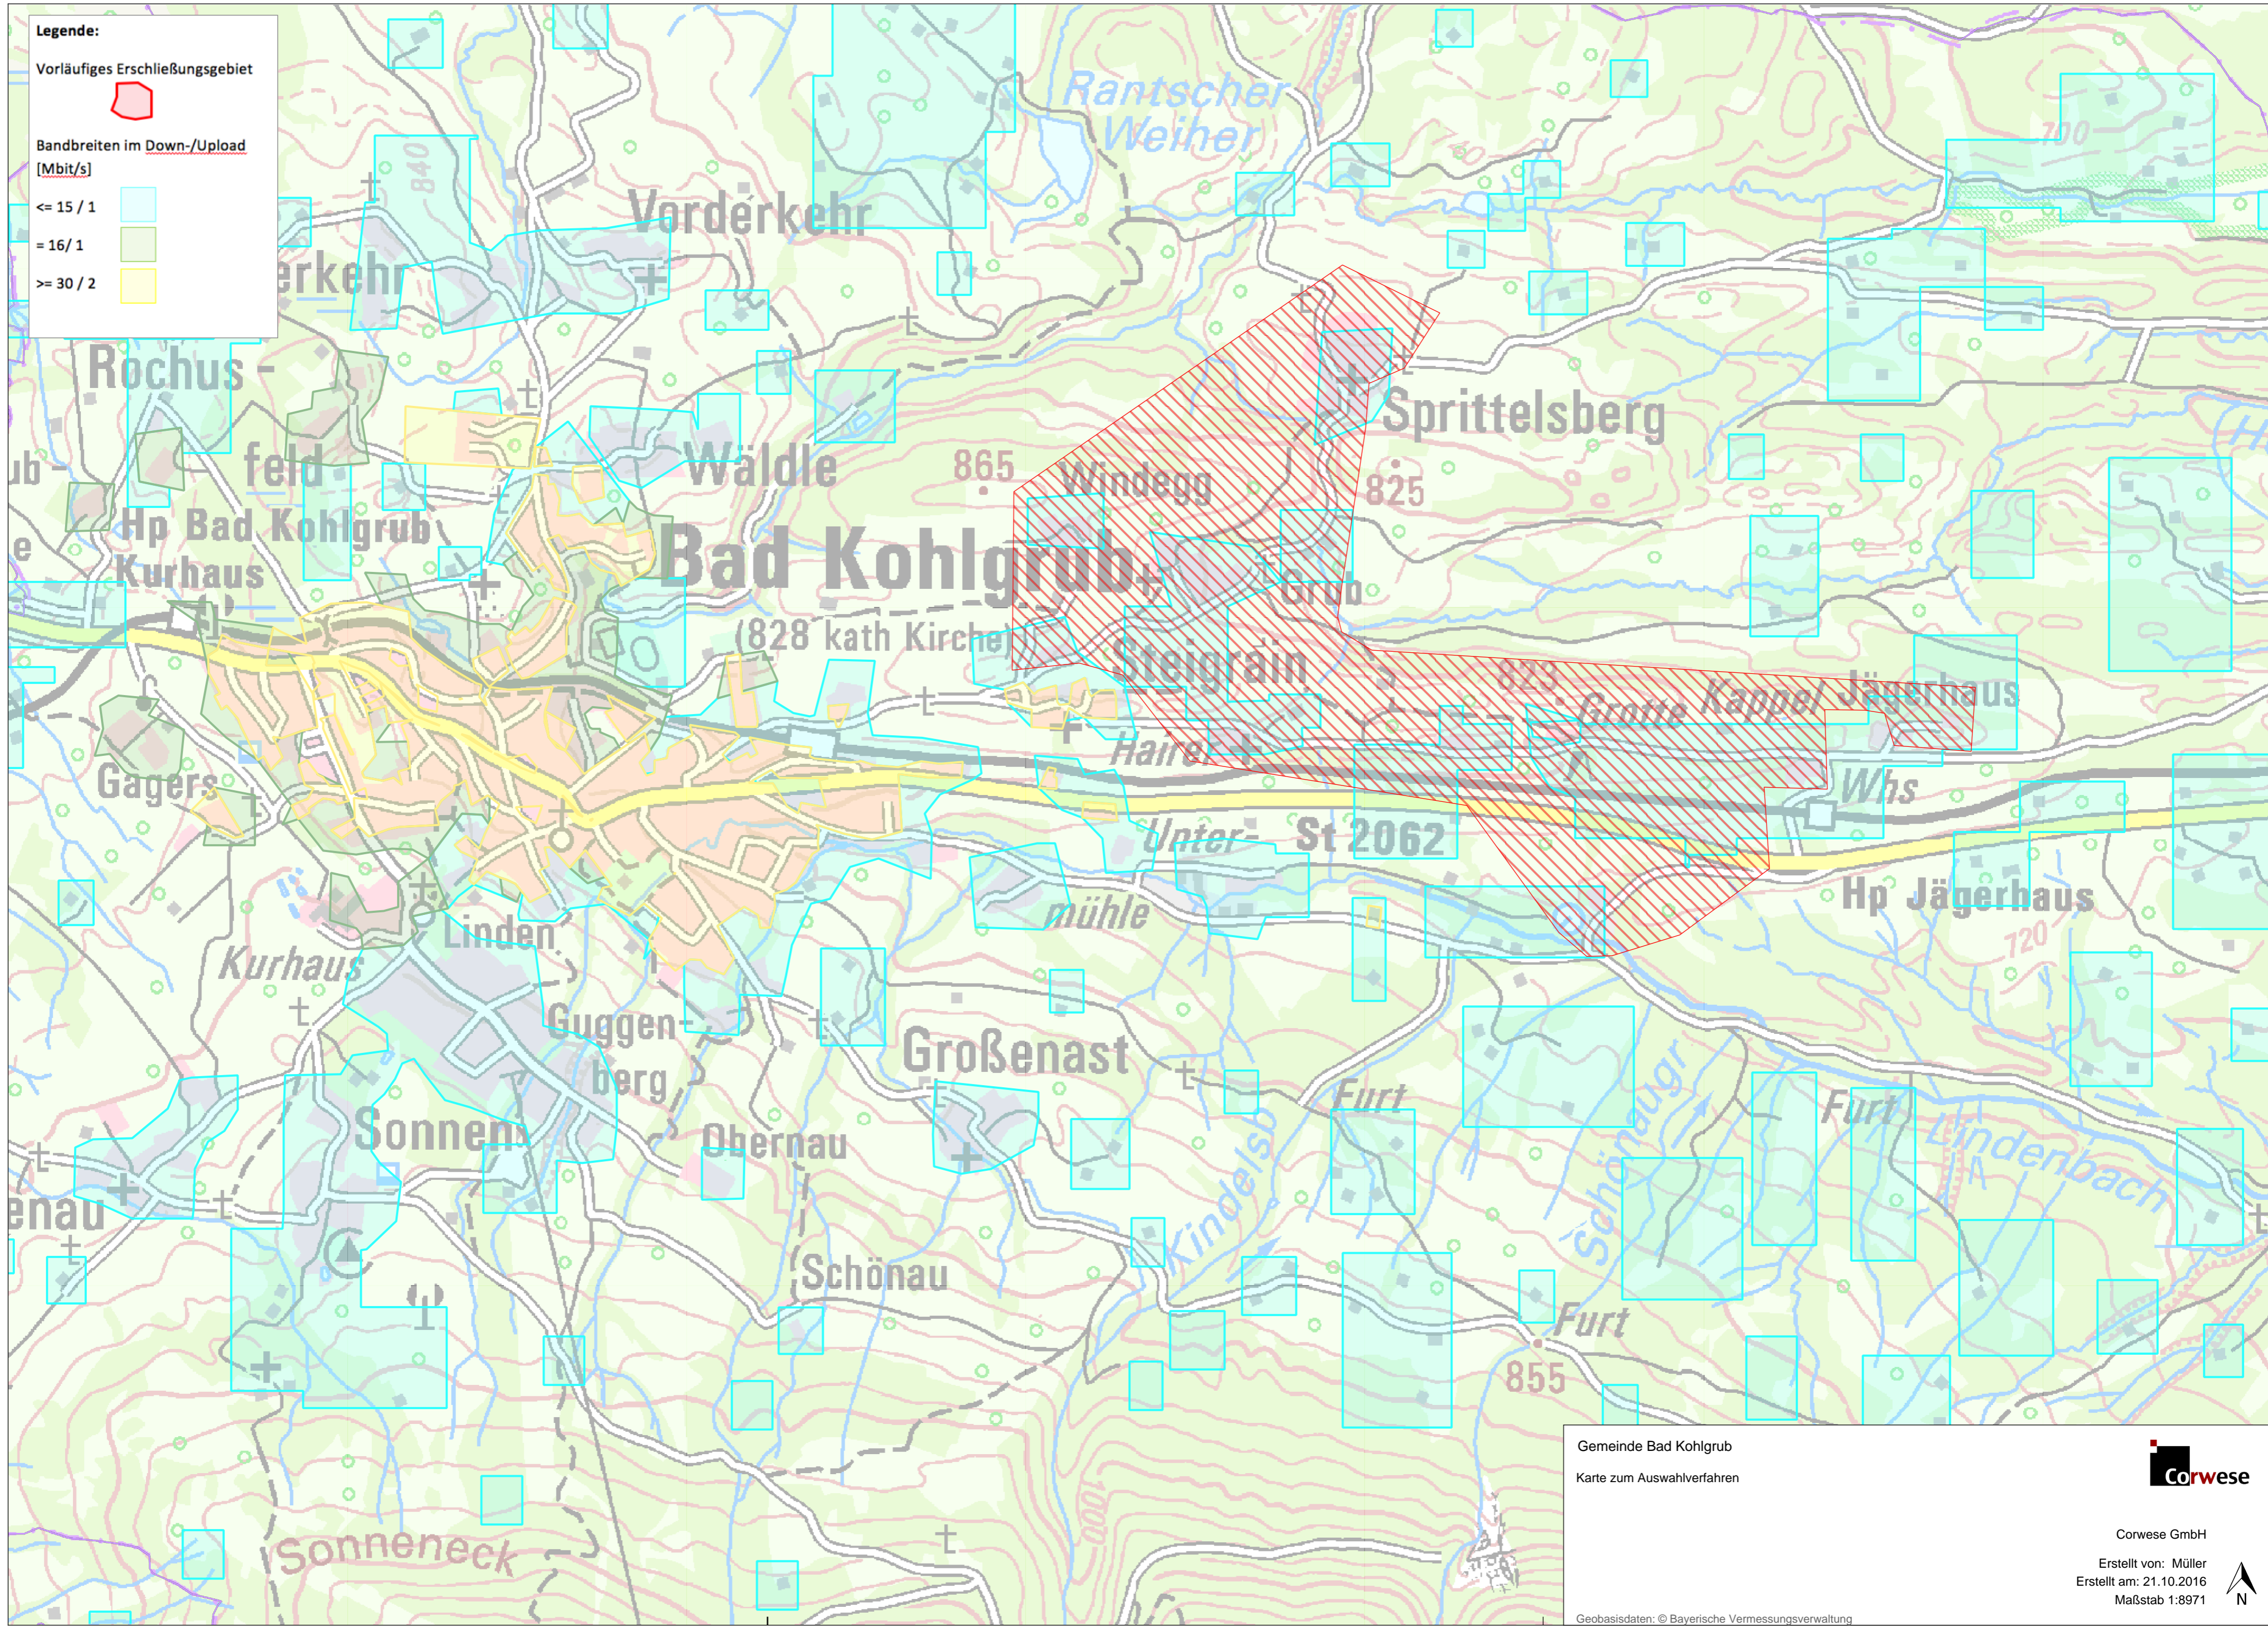 Legende:
Vorläufiges Erschließungsgebiet
Bandbreiten im Down-/Upload
[Mbit/s]
<= 15 / 1
= 16/ 1
>= 30 / 2
Rantscher
Weiher
700
840
Vorderkehr
erkehr
Rochus -
feld
ub-
e
Wäldle
865
Windegg
Sprittelsberg
825
(H
Hp Bad Kohlgrub
Kurhaus
Bad Kohlgrub
Grub
(828 kath Kirche)
Steigrain
823
Grotte
Kappel
Jägerhaus
Gagers
Whs
Unter-
mühle
St 2062
Hp Jägerhaus
720
Linden
Kurhaus
Guggen-
berg
Großenast
Furt
Kindelsb
Schönaugr
Furt
Lindenbach
Sonnen
Obernau
enau
Schönau
Furt
855
1000
Sonneneck
Gemeinde Bad Kohlgrub
Karte zum Auswahlverfahren
Corwese
Corwese GmbH
Erstellt von: Müller
Erstellt am: 21.10.2016
Maßstab 1:8971
N
Geobasisdaten: © Bayerische Vermessungsverwaltung